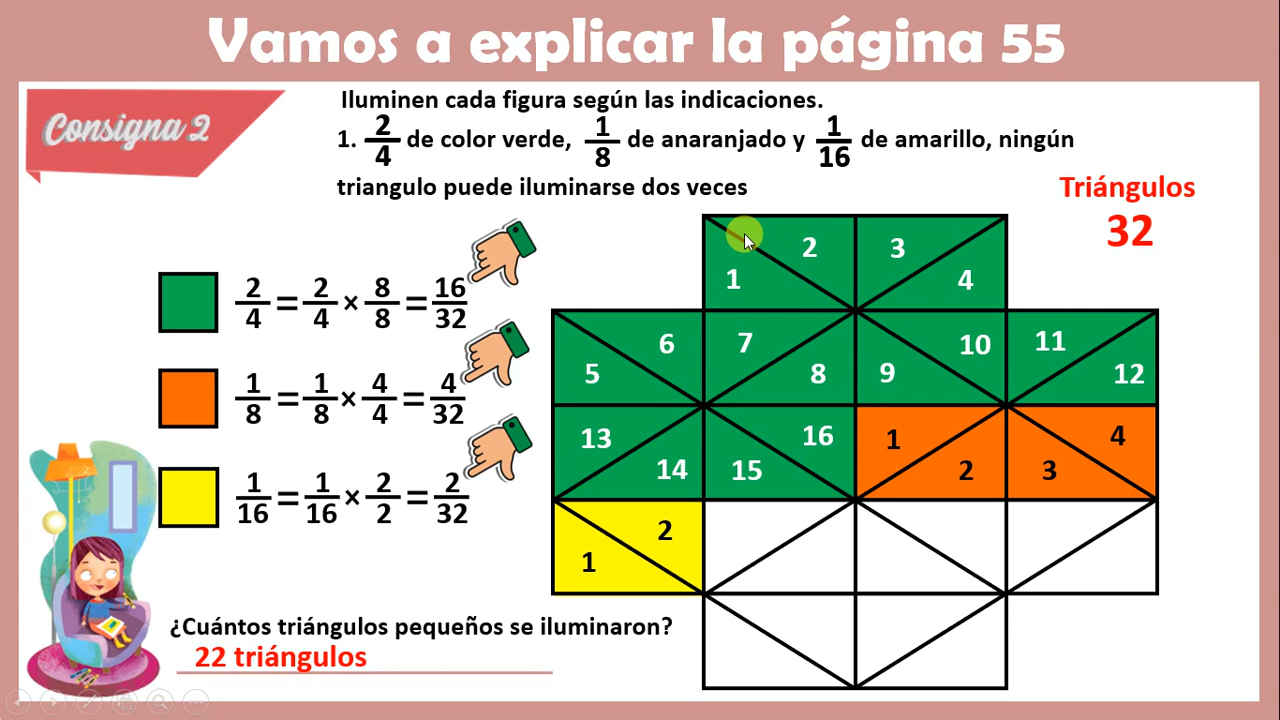 Vamos a explicar la página 55
Consigna 2
Iluminen cada figura según las indicaciones.
1. 2/4 de color verde, 1/8 de anaranjado y 1/16 de amarillo, ningún
triangulo puede iluminarse dos veces
Triángulos
32
2/4 = 2/4 × 8/8 = 16/32
1/8 = 1/8 × 4/4 = 4/32
1/16 = 1/16 × 2/2 = 2/32
2 3
1 4
6 7 10 11
5 8 9 12
13 16 1 4
14 15 2 3
2
1
¿Cuántos triángulos pequeños se iluminaron?
22 triángulos